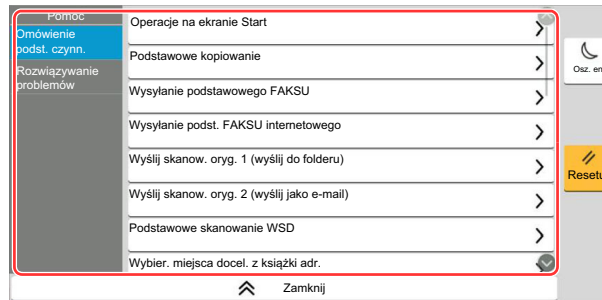 Pomoc
Omówienie
podst. czynn.
Rozwiązywanie
problemów
Operacje na ekranie Start
Podstawowe kopiowanie
Wysyłanie podstawowego FAKSU
Wysyłanie podst. FAKSU internetowego
Wyślij skanow. oryg. 1 (wyślij do folderu)
Wyślij skanow. oryg. 2 (wyślij jako e-mail)
Podstawowe skanowanie WSD
Wybier. miejsca docel. z książki adr.
Zamknij
Osz. en
Resetu